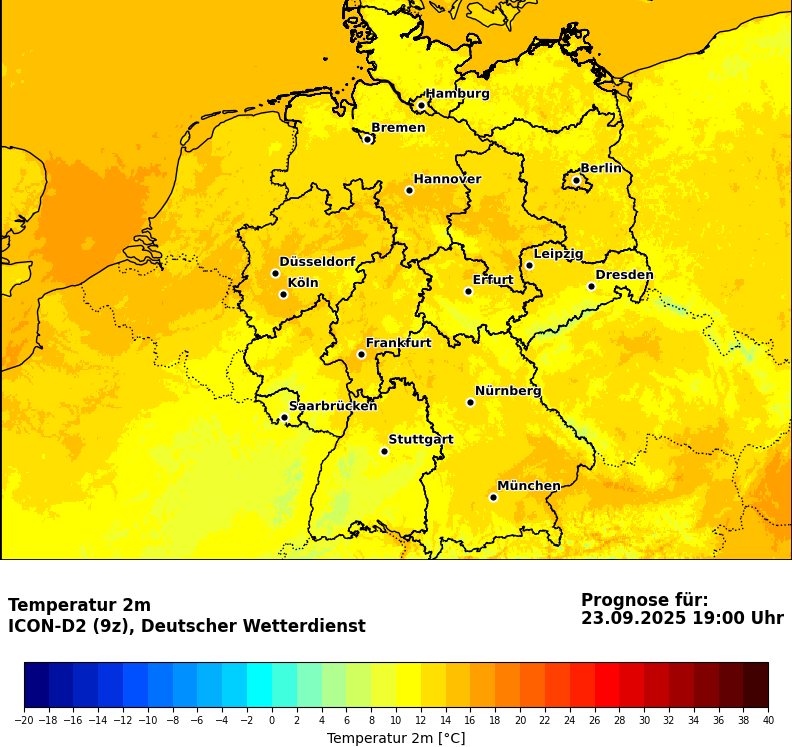 Hamburg
Bremen
Berlin
Hannover
Leipzig
Düsseldorf
Dresden
Köln
Erfurt
Frankfurt
Nürnberg
Saarbrücken
Stuttgart
München
Temperatur 2m
ICON-D2 (9z), Deutscher Wetterdienst
Prognose für:
23.09.2025 19:00 Uhr
−20 −18 −16 −14 −12 −10 −8 −6 −4 −2 0 2 4 6 8 10 12 14 16 18 20 22 24 26 28 30 32 34 36 38 40
Temperatur 2m [°C]